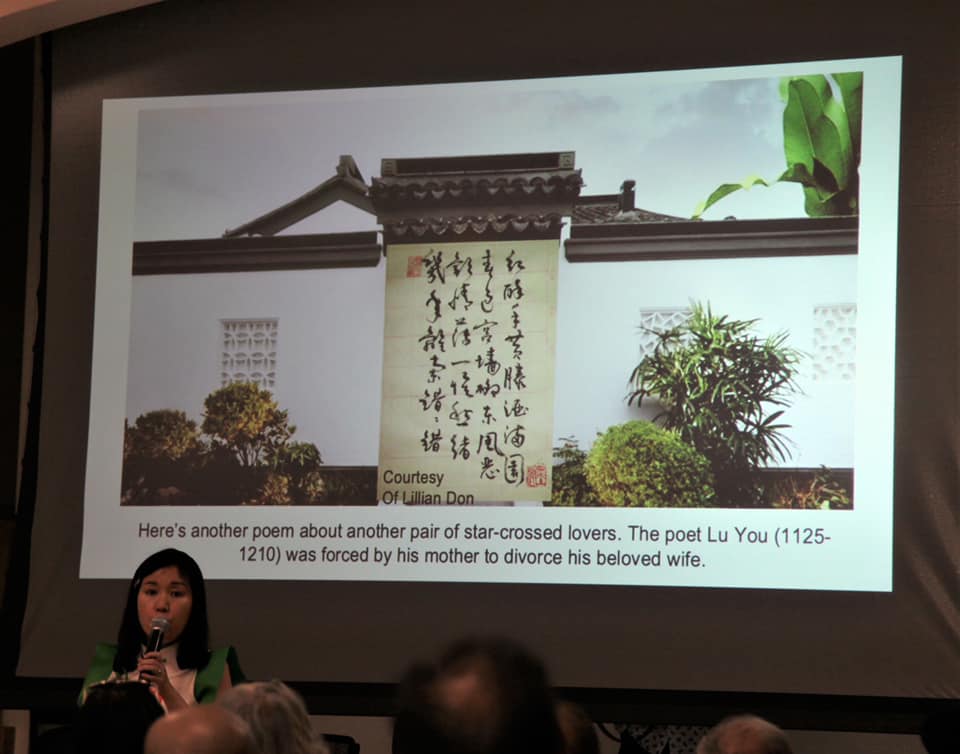 紅酥手黄滕酒滿園
春色宮墻柳東風惡
歡情薄一懷愁緒
幾年離索錯〻錯
Courtesy
Of Lillian Don
Here's another poem about another pair of star-crossed lovers. The poet Lu You (1125-
1210) was forced by his mother to divorce his beloved wife.